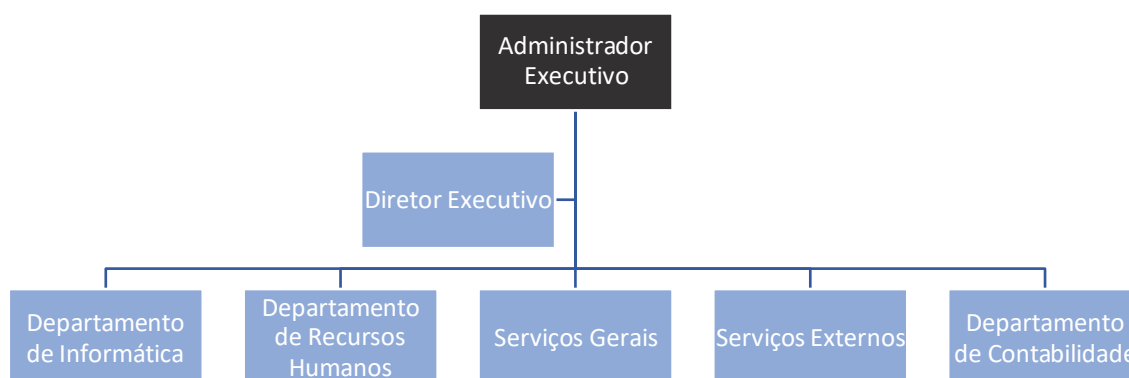 Administrador
Executivo
Diretor Executivo
Departamento
de Informática
Departamento
de Recursos
Humanos
Serviços Gerais
Serviços Externos
Departamento
de Contabilidade